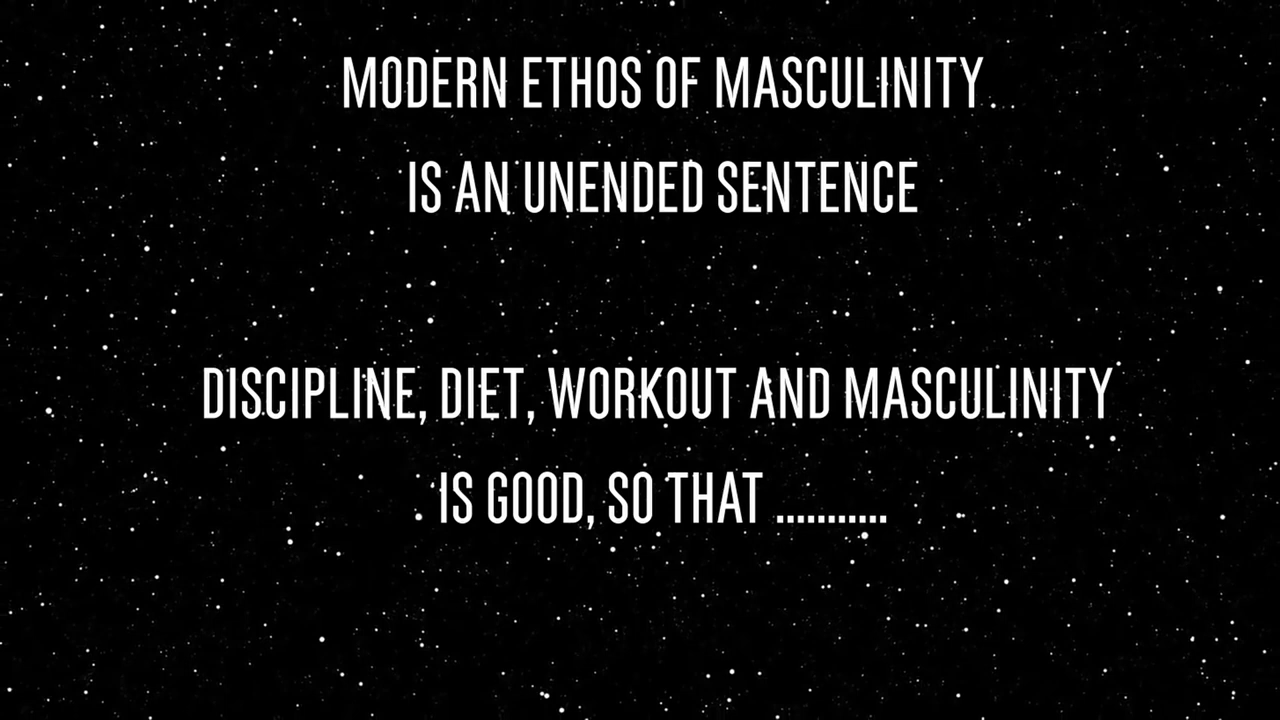 MODERN ETHOS OF MASCULINITY
IS AN UNENDED SENTENCE
DISCIPLINE, DIET, WORKOUT AND MASCULINITY
IS GOOD, SO THAT ...........